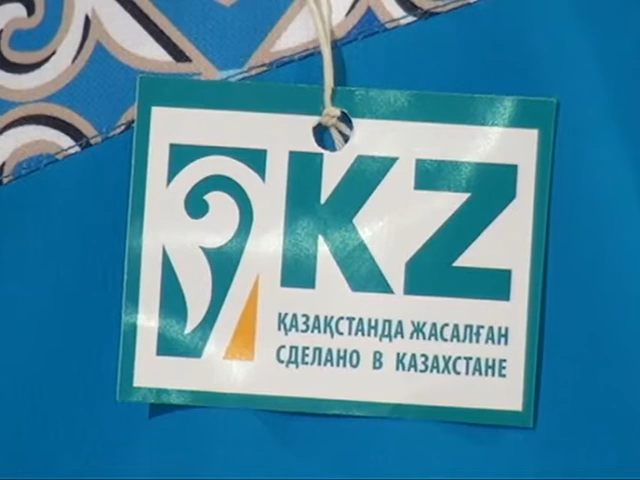 KZ
ҚАЗАҚСТАНДА ЖАСАЛҒАН
СДЕЛАНО В КАЗАХСТАНЕ